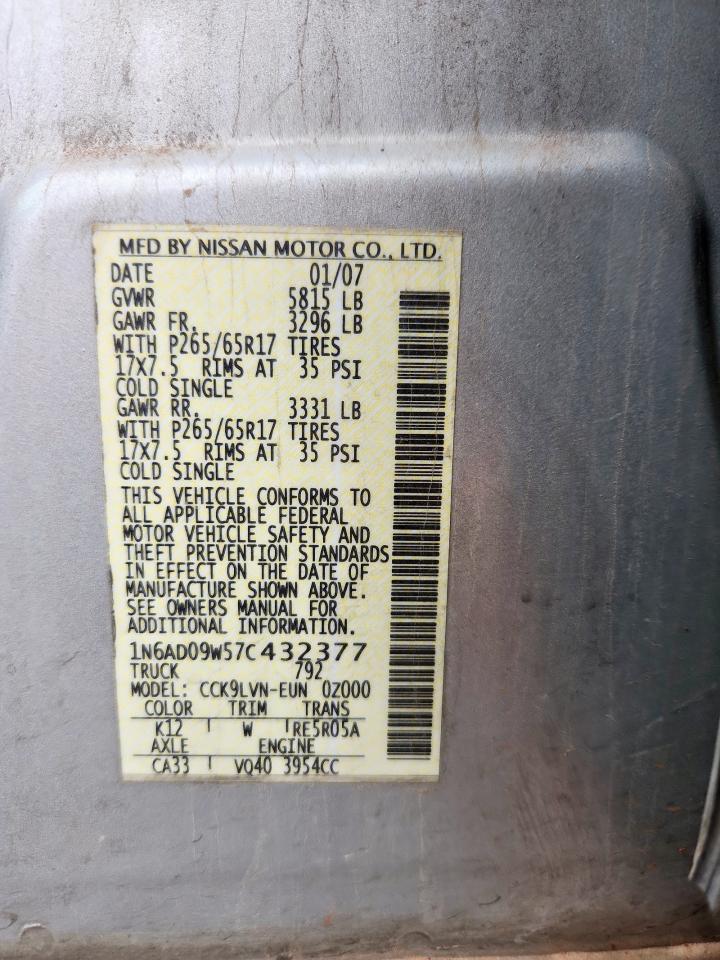 MFD BY NISSAN MOTOR CO., LTD.
DATE 01/07
GVWR 5815 LB
GAWR FR. 3296 LB
WITH P265/65R17 TIRES
17X7.5 RIMS AT 35 PSI
COLD SINGLE
GAWR RR. 3331 LB
WITH P265/65R17 TIRES
17X7.5 RIMS AT 35 PSI
COLD SINGLE
THIS VEHICLE CONFORMS TO
ALL APPLICABLE FEDERAL
MOTOR VEHICLE SAFETY AND
THEFT PREVENTION STANDARDS
IN EFFECT ON THE DATE OF
MANUFACTURE SHOWN ABOVE.
SEE OWNERS MANUAL FOR
ADDITIONAL INFORMATION.
1N6AD09W57C432377
TRUCK 792
MODEL: CCK9LVN-EUN 0Z000
COLOR TRIM TRANS
K12 W RE5R05A
AXLE ENGINE
CA33 VQ40 3954CC